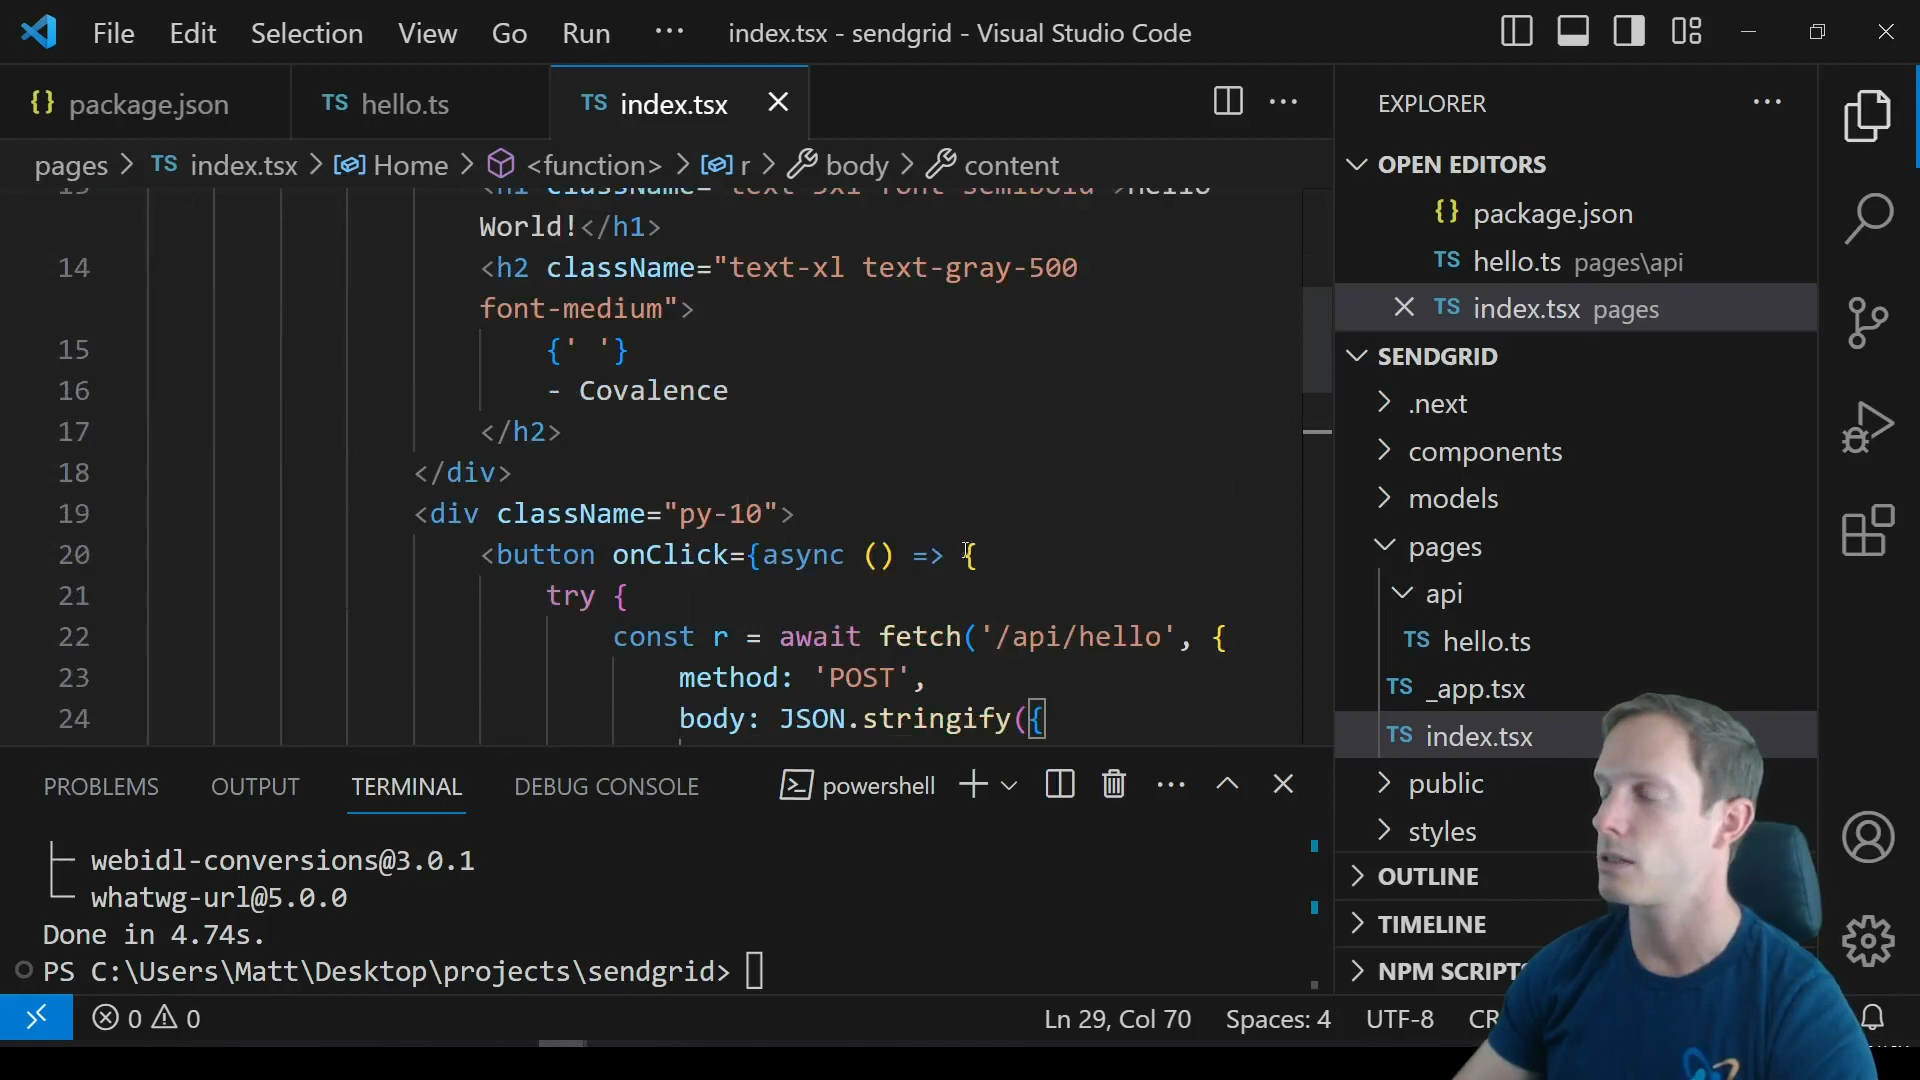 File Edit Selection View Go Run ··· index.tsx - sendgrid - Visual Studio Code
{} package.json TS hello.ts TS index.tsx
pages > TS index.tsx > Home > <function> > r > body > content
World!</h1>
14 <h2 className="text-xl text-gray-500
font-medium">
15 {' '}
16 - Covalence
17 </h2>
18 </div>
19 <div className="py-10">
20 <button onClick={async () => {
21 try {
22 const r = await fetch('/api/hello', {
23 method: 'POST',
24 body: JSON.stringify({
PROBLEMS OUTPUT TERMINAL DEBUG CONSOLE powershell
webidl-conversions@3.0.1
whatwg-url@5.0.0
Done in 4.74s.
PS C:\Users\Matt\Desktop\projects\sendgrid>
EXPLORER
OPEN EDITORS
{} package.json
TS hello.ts pages\api
TS index.tsx pages
SENDGRID
.next
components
models
pages
api
TS hello.ts
TS _app.tsx
TS index.tsx
public
styles
OUTLINE
TIMELINE
NPM SCRIPTS
0 0 Ln 29, Col 70 Spaces: 4 UTF-8